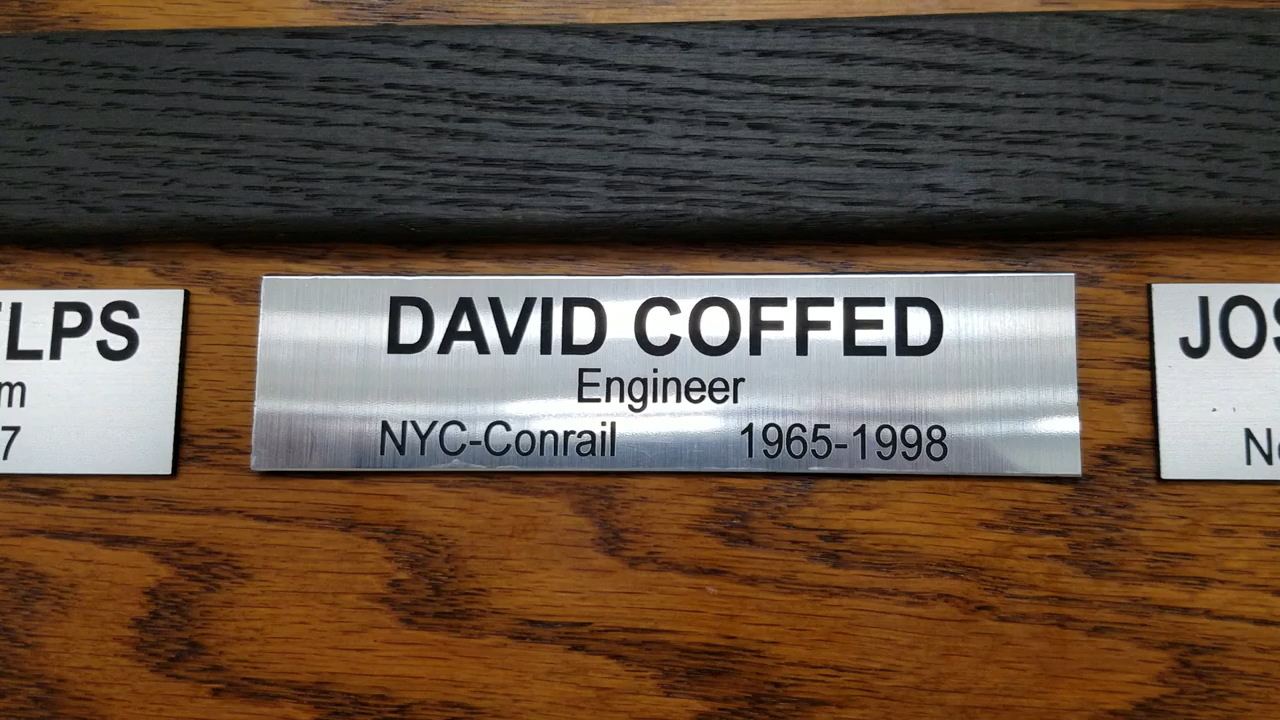 DAVID COFFED
Engineer
NYC-Conrail 1965-1998
LPS
m
7
JOS